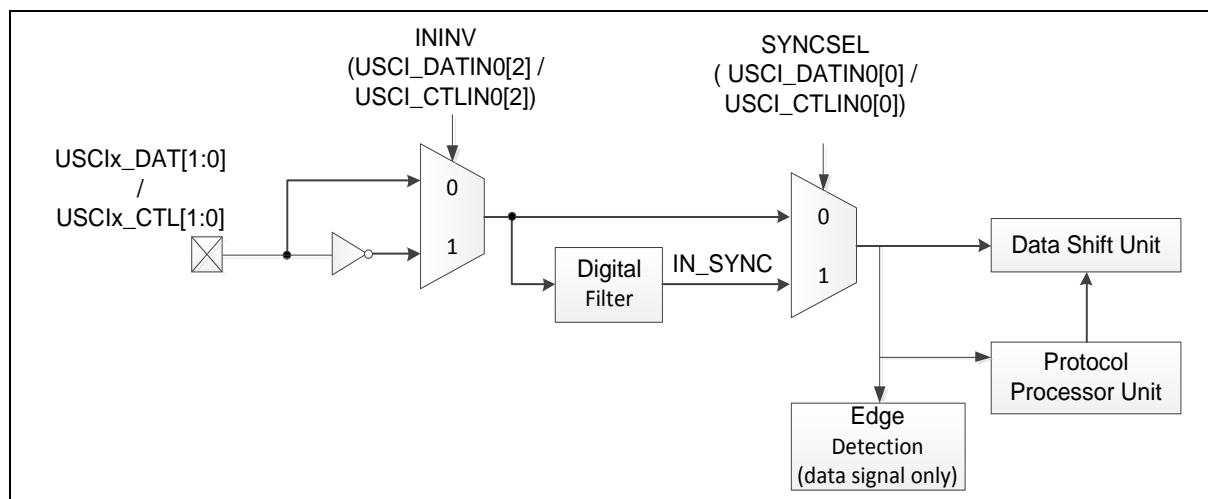 ININV
(USCI_DATIN0[2] /
USCI_CTLIN0[2])
SYNCSEL
( USCI_DATIN0[0] /
USCI_CTLIN0[0])
USCIx_DAT[1:0]
/
USCIx_CTL[1:0]
0
1
Digital
Filter
IN_SYNC
0
1
Data Shift Unit
Protocol
Processor Unit
Edge
Detection
(data signal only)